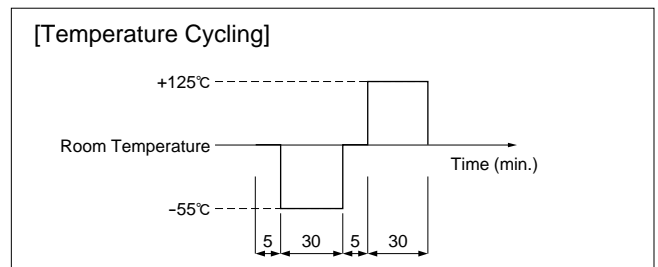 [Temperature Cycling]
+125℃
Room Temperature
Time (min.)
−55℃
5 30 5 30